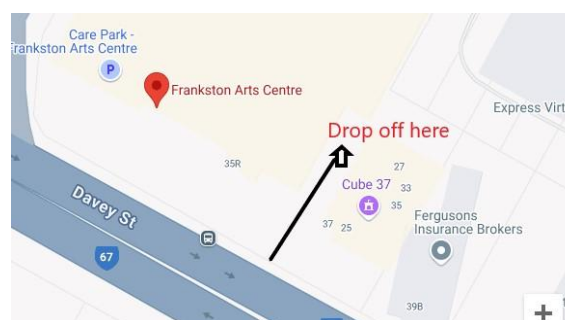 Care Park -
Frankston Arts Centre
P
Frankston Arts Centre
Express Virt
Drop off here
35R
27
Cube 37
33
35
37
25
Fergusons
Insurance Brokers
Davey St
67
39B
+